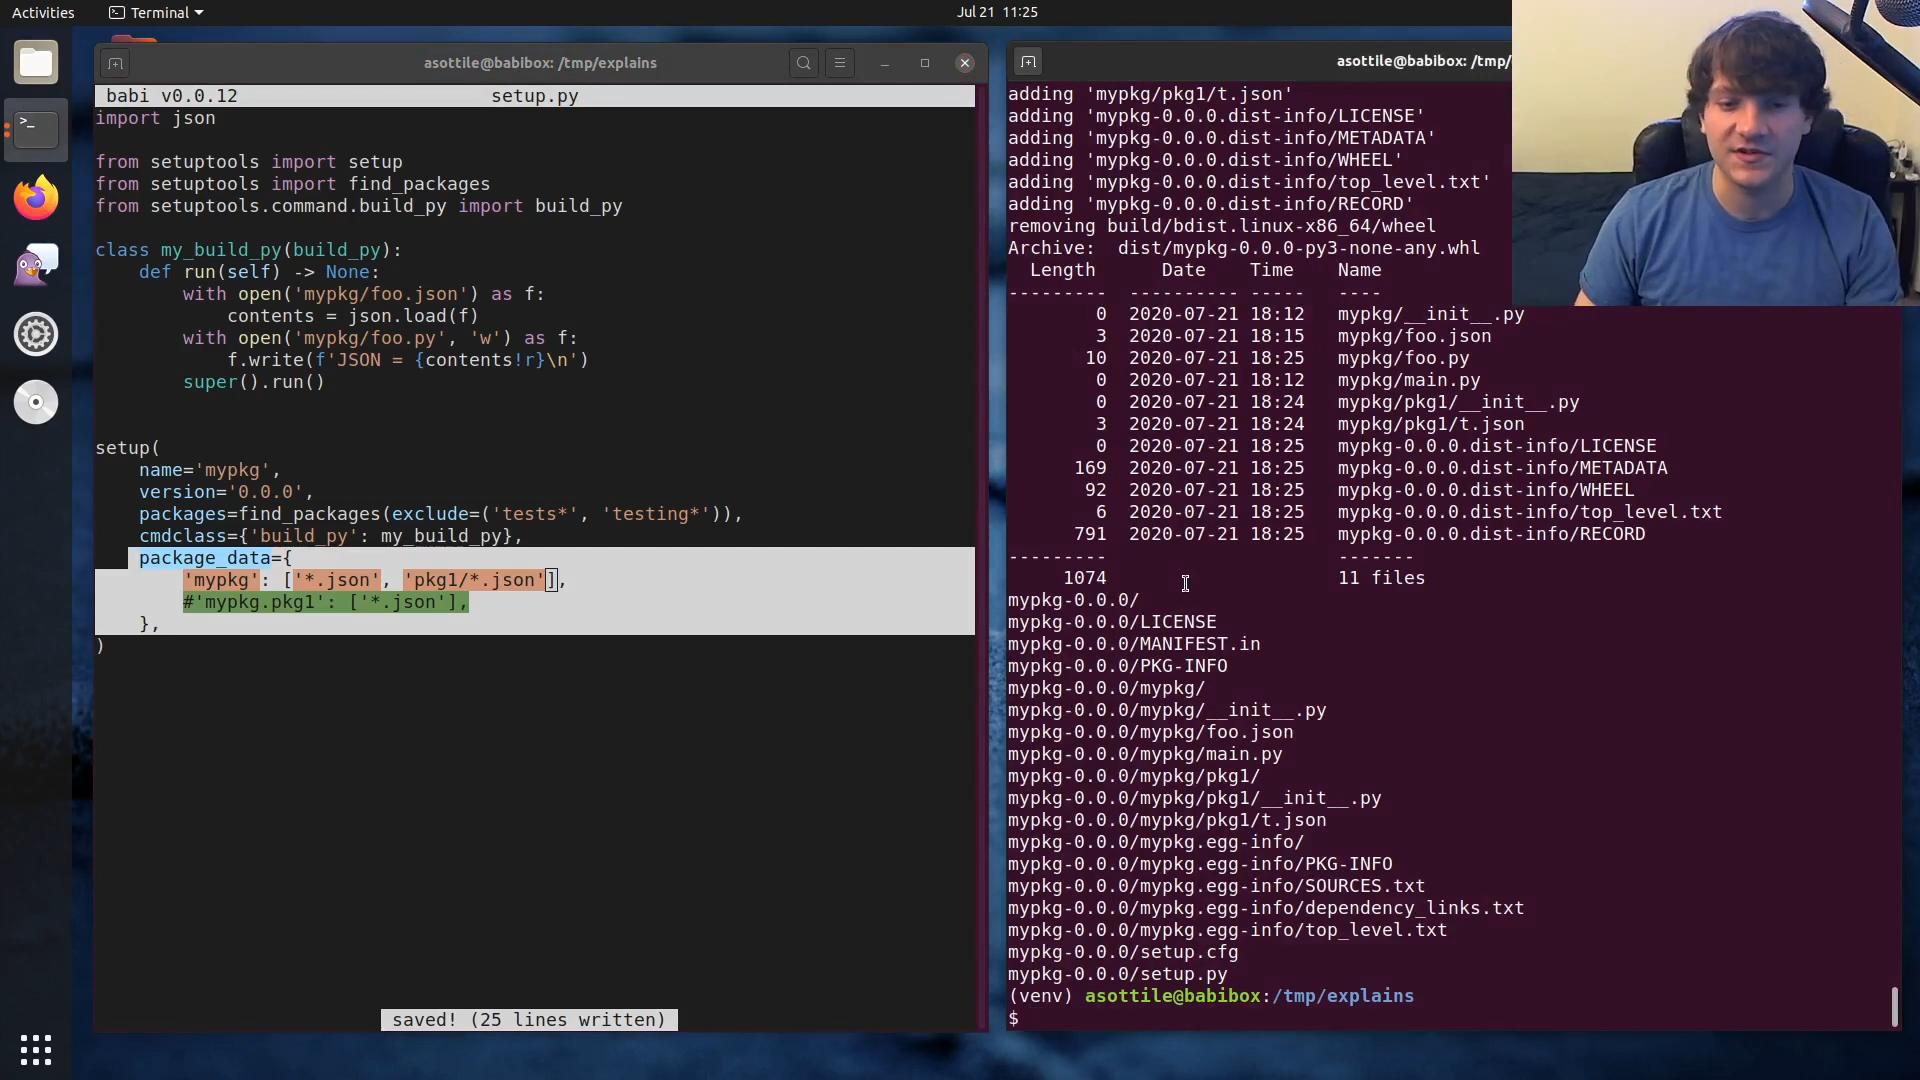 Activities
Terminal
Jul 21 11:25
asottile@babibox: /tmp/explains
babi v0.0.12 setup.py
import json
from setuptools import setup
from setuptools import find_packages
from setuptools.command.build_py import build_py
class my_build_py(build_py):
    def run(self) -> None:
        with open('mypkg/foo.json') as f:
            contents = json.load(f)
        with open('mypkg/foo.py', 'w') as f:
            f.write(f'JSON = {contents!r}\n')
        super().run()
setup(
    name='mypkg',
    version='0.0.0',
    packages=find_packages(exclude=('tests*', 'testing*')),
    cmdclass={'build_py': my_build_py},
    package_data={
        'mypkg': ['*.json', 'pkg1/*.json'],
        #'mypkg.pkg1': ['*.json'],
    },
)
saved! (25 lines written)
asottile@babibox: /tmp/
adding 'mypkg/pkg1/t.json'
adding 'mypkg-0.0.0.dist-info/LICENSE'
adding 'mypkg-0.0.0.dist-info/METADATA'
adding 'mypkg-0.0.0.dist-info/WHEEL'
adding 'mypkg-0.0.0.dist-info/top_level.txt'
adding 'mypkg-0.0.0.dist-info/RECORD'
removing build/bdist.linux-x86_64/wheel
Archive:  dist/mypkg-0.0.0-py3-none-any.whl
  Length      Date    Time    Name
---------  ---------- -----   ----
        0  2020-07-21 18:12   mypkg/__init__.py
        3  2020-07-21 18:15   mypkg/foo.json
       10  2020-07-21 18:25   mypkg/foo.py
        0  2020-07-21 18:12   mypkg/main.py
        0  2020-07-21 18:24   mypkg/pkg1/__init__.py
        3  2020-07-21 18:24   mypkg/pkg1/t.json
        0  2020-07-21 18:25   mypkg-0.0.0.dist-info/LICENSE
      169  2020-07-21 18:25   mypkg-0.0.0.dist-info/METADATA
       92  2020-07-21 18:25   mypkg-0.0.0.dist-info/WHEEL
        6  2020-07-21 18:25   mypkg-0.0.0.dist-info/top_level.txt
      791  2020-07-21 18:25   mypkg-0.0.0.dist-info/RECORD
---------                     -------
     1074                     11 files
mypkg-0.0.0/
mypkg-0.0.0/LICENSE
mypkg-0.0.0/MANIFEST.in
mypkg-0.0.0/PKG-INFO
mypkg-0.0.0/mypkg/
mypkg-0.0.0/mypkg/__init__.py
mypkg-0.0.0/mypkg/foo.json
mypkg-0.0.0/mypkg/main.py
mypkg-0.0.0/mypkg/pkg1/
mypkg-0.0.0/mypkg/pkg1/__init__.py
mypkg-0.0.0/mypkg/pkg1/t.json
mypkg-0.0.0/mypkg.egg-info/
mypkg-0.0.0/mypkg.egg-info/PKG-INFO
mypkg-0.0.0/mypkg.egg-info/SOURCES.txt
mypkg-0.0.0/mypkg.egg-info/dependency_links.txt
mypkg-0.0.0/mypkg.egg-info/top_level.txt
mypkg-0.0.0/setup.cfg
mypkg-0.0.0/setup.py
(venv) asottile@babibox:/tmp/explains
$